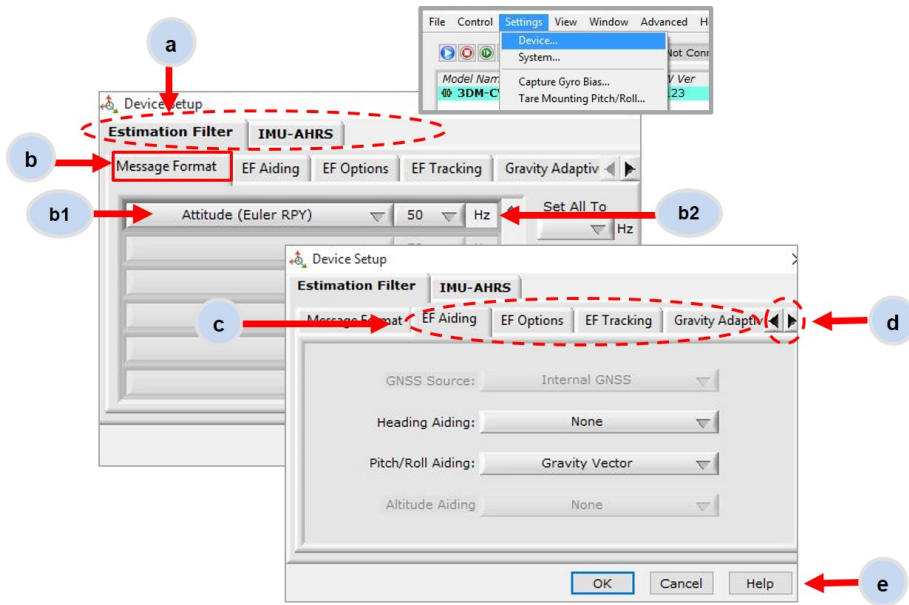 File Control Settings View Window Advanced H
Device...
System...
Capture Gyro Bias...
Tare Mounting Pitch/Roll...
Not Conn
Model Nam
V Ver
3DM-C
123
a
Device Setup
Estimation Filter IMU-AHRS
b
Message Format EF Aiding EF Options EF Tracking Gravity Adaptiv
b1
Attitude (Euler RPY) 50 Hz
b2
Set All To
Hz
Device Setup
Estimation Filter IMU-AHRS
c
Message Format EF Aiding EF Options EF Tracking Gravity Adaptiv
d
GNSS Source: Internal GNSS
Heading Aiding: None
Pitch/Roll Aiding: Gravity Vector
Altitude Aiding None
OK Cancel Help
e